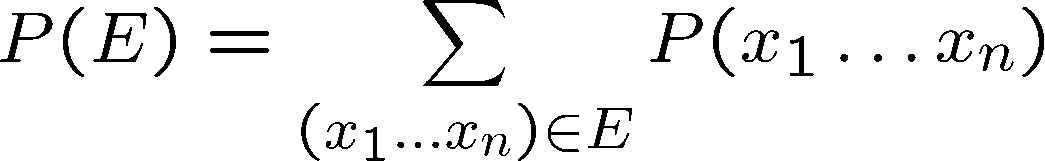 P(E) = ∑_{(x₁...xₙ)∈E} P(x₁ ... xₙ)